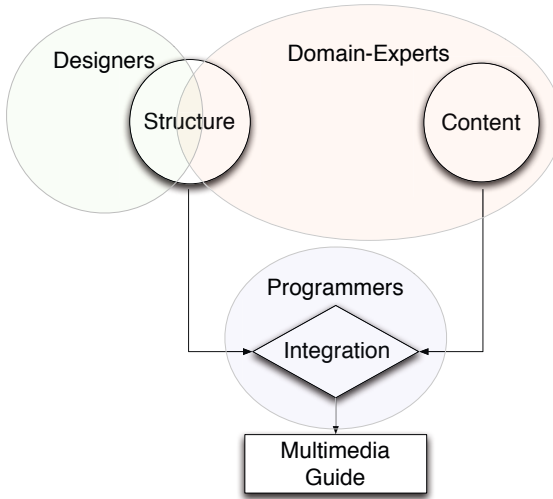 Designers
Domain-Experts
Structure
Content
Programmers
Integration
Multimedia
Guide